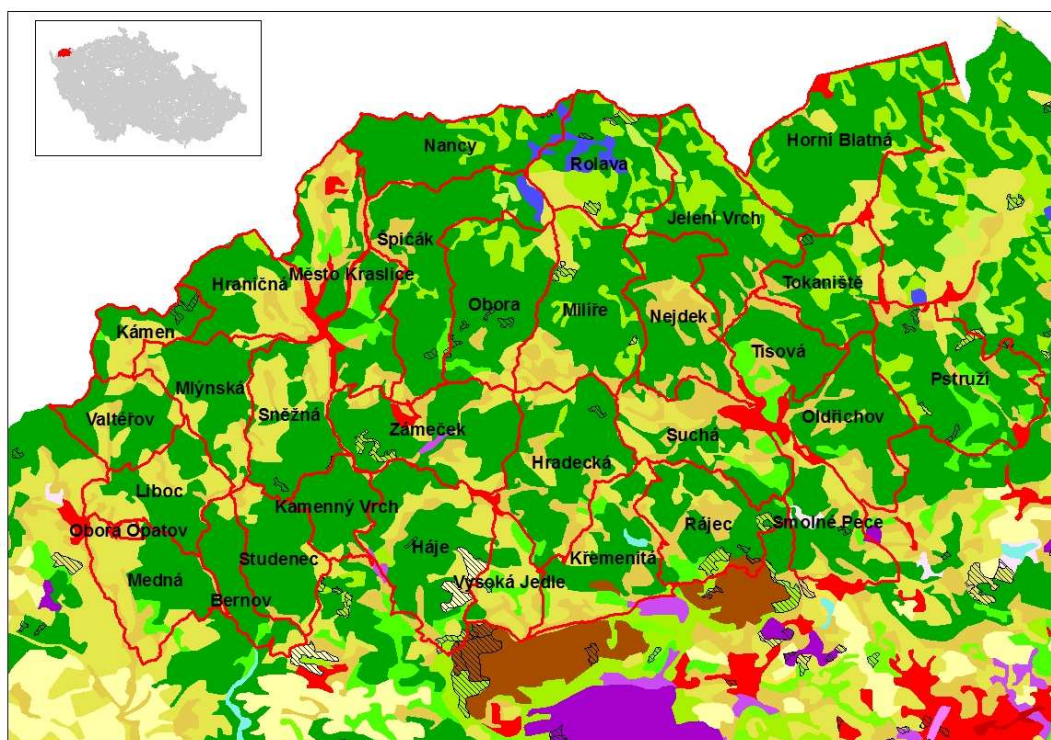 Horní Blatná
Nancy
Rolava
Jelení Vrch
Špičák
Město Kraslice
Hraničná
Tokaniště
Obora
Milíře
Nejdek
Kámen
Tisová
Mlýnská
Pstruží
Valtéřov
Sněžná
Oldřichov
Zámeček
Suchá
Hradecká
Liboc
Kamenný Vrch
Obora Opatov
Rájec
Smolné Pece
Háje
Studenec
Křemenitá
Medná
Vysoká Jedle
Bernov